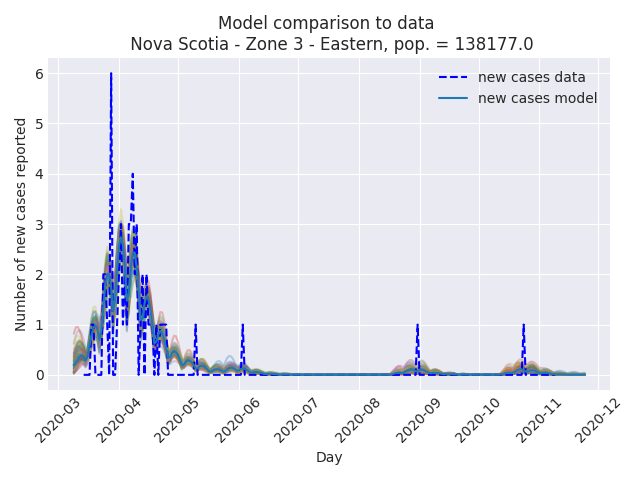 Model comparison to data
Nova Scotia - Zone 3 - Eastern, pop. = 138177.0
new cases data
new cases model
Number of new cases reported
6
5
4
3
2
1
0
2020-03
2020-04
2020-05
2020-06
2020-07
2020-08
2020-09
2020-10
2020-11
2020-12
Day